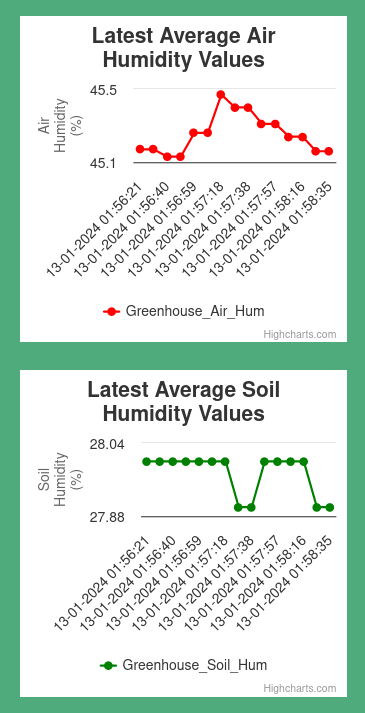 Latest Average Air
Humidity Values
Air
Humidity
(%)
45.5
45.1
13-01-2024 01:56:21
13-01-2024 01:56:40
13-01-2024 01:56:59
13-01-2024 01:57:18
13-01-2024 01:57:38
13-01-2024 01:57:57
13-01-2024 01:58:16
13-01-2024 01:58:35
Greenhouse_Air_Hum
Highcharts.com
Latest Average Soil
Humidity Values
Soil
Humidity
(%)
28.04
27.88
13-01-2024 01:56:21
13-01-2024 01:56:40
13-01-2024 01:56:59
13-01-2024 01:57:18
13-01-2024 01:57:38
13-01-2024 01:57:57
13-01-2024 01:58:16
13-01-2024 01:58:35
Greenhouse_Soil_Hum
Highcharts.com